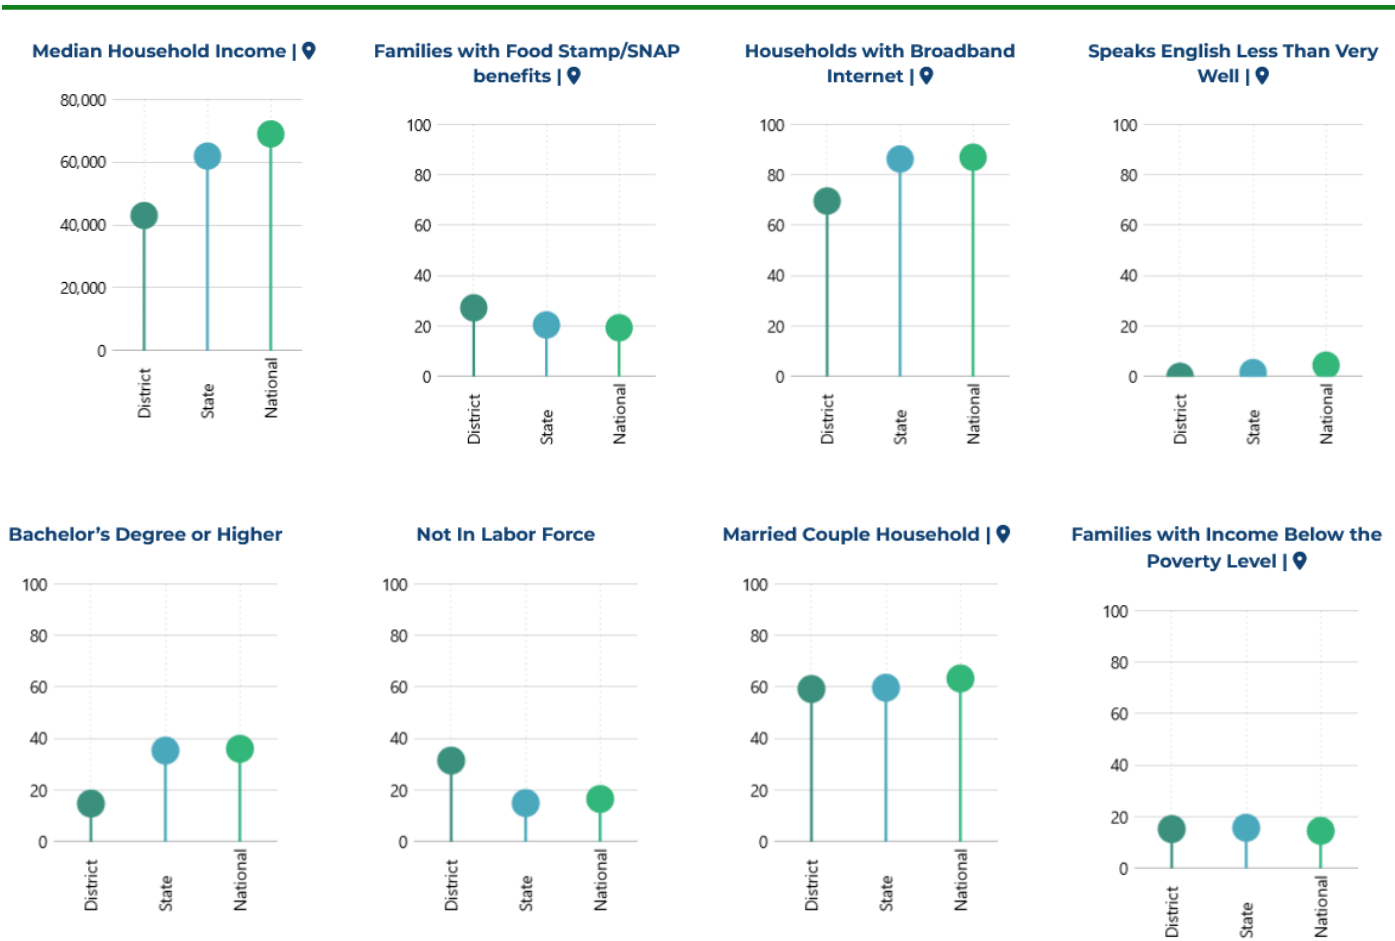 Median Household Income |
80,000
60,000
40,000
20,000
0
District
State
National
Families with Food Stamp/SNAP
benefits |
100
80
60
40
20
0
District
State
National
Households with Broadband
Internet |
100
80
60
40
20
0
District
State
National
Speaks English Less Than Very
Well |
100
80
60
40
20
0
District
State
National
Bachelor's Degree or Higher
100
80
60
40
20
0
District
State
National
Not In Labor Force
100
80
60
40
20
0
District
State
National
Married Couple Household |
100
80
60
40
20
0
District
State
National
Families with Income Below the
Poverty Level |
100
80
60
40
20
0
District
State
National